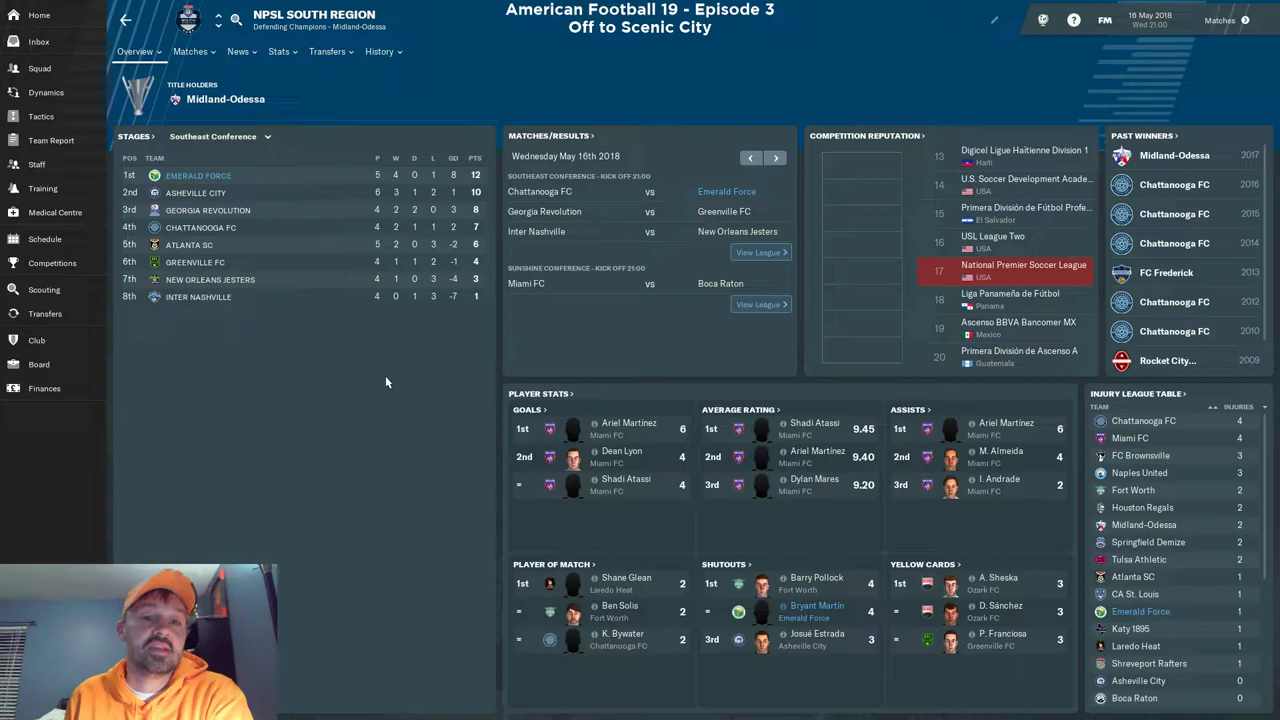 American Football 19 - Episode 3
Off to Scenic City
Home
Inbox
Squad
Dynamics
Tactics
Team Report
Staff
Training
Medical Centre
Schedule
Competitions
Scouting
Transfers
Club
Board
Finances
NPSL SOUTH REGION
Defending Champions - Midland-Odessa
FM
16 May 2018
Wed 21:00
Matches
Overview
Matches
News
Stats
Transfers
History
TITLE HOLDERS
Midland-Odessa
STAGES
Southeast Conference
POS TEAM P W D L GD PTS
1st EMERALD FORCE 5 4 0 1 8 12
2nd ASHEVILLE CITY 6 3 1 2 1 10
3rd GEORGIA REVOLUTION 4 2 2 0 3 8
4th CHATTANOOGA FC 4 2 1 1 2 7
5th ATLANTA SC 5 2 0 3 -2 6
6th GREENVILLE FC 4 1 1 2 -1 4
7th NEW ORLEANS JESTERS 4 1 0 3 -4 3
8th INTER NASHVILLE 4 0 1 3 -7 1
MATCHES/RESULTS
Wednesday May 16th 2018
SOUTHEAST CONFERENCE - KICK OFF 21:00
Chattanooga FC vs Emerald Force
Georgia Revolution vs Greenville FC
Inter Nashville vs New Orleans Jesters
View League
SUNSHINE CONFERENCE - KICK OFF 21:00
Miami FC vs Boca Raton
View League
COMPETITION REPUTATION
13 Digicel Ligue Haïtienne Division 1
Haiti
14 U.S. Soccer Development Acade...
USA
15 Primera División de Fútbol Profe...
El Salvador
16 USL League Two
USA
17 National Premier Soccer League
USA
18 Liga Panameña de Fútbol
Panama
19 Ascenso BBVA Bancomer MX
Mexico
20 Primera División de Ascenso A
Guatemala
PAST WINNERS
Midland-Odessa 2017
Chattanooga FC 2016
Chattanooga FC 2015
Chattanooga FC 2014
FC Frederick 2013
Chattanooga FC 2012
Chattanooga FC 2010
Rocket City... 2009
PLAYER STATS
GOALS
1st Ariel Martínez 6
Miami FC
2nd Dean Lyon 4
Miami FC
= Shadi Atassi 4
Miami FC
AVERAGE RATING
1st Shadi Atassi 9.45
Miami FC
2nd Ariel Martínez 9.40
Miami FC
3rd Dylan Mares 9.20
Miami FC
ASSISTS
1st Ariel Martínez 6
Miami FC
2nd M. Almeida 4
Miami FC
3rd I. Andrade 2
Miami FC
PLAYER OF MATCH
1st Shane Glean 2
Laredo Heat
= Ben Solis 2
Fort Worth
= K. Bywater 2
Chattanooga FC
SHUTOUTS
1st Barry Pollock 4
Fort Worth
= Bryant Martín 4
Emerald Force
3rd Josué Estrada 3
Asheville City
YELLOW CARDS
1st A. Sheska 3
Ozark FC
= D. Sánchez 3
Ozark FC
= P. Franciosa 3
Greenville FC
INJURY LEAGUE TABLE
TEAM INJURIES
Chattanooga FC 4
Miami FC 4
FC Brownsville 3
Naples United 3
Fort Worth 2
Houston Regals 2
Midland-Odessa 2
Springfield Demize 2
Tulsa Athletic 2
Atlanta SC 1
CA St. Louis 1
Emerald Force 1
Katy 1895 1
Laredo Heat 1
Shreveport Rafters 1
Asheville City 0
Boca Raton 0